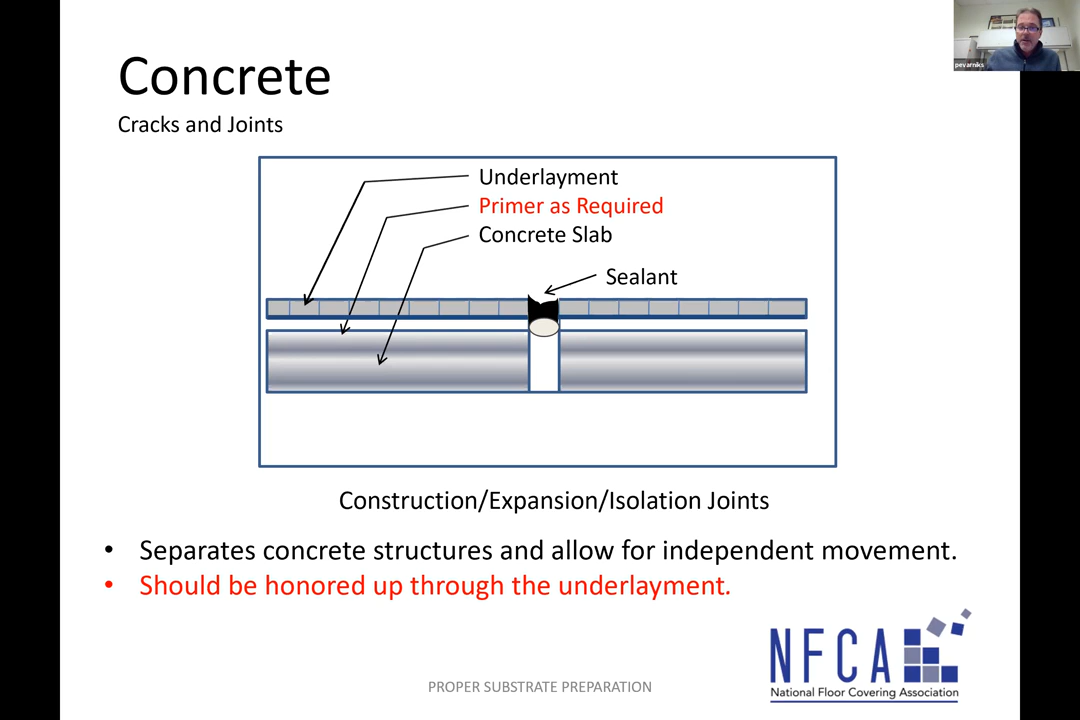 Concrete
Cracks and Joints
Underlayment
Primer as Required
Concrete Slab
Sealant
Construction/Expansion/Isolation Joints
• Separates concrete structures and allow for independent movement.
• Should be honored up through the underlayment.
PROPER SUBSTRATE PREPARATION
NFCA
National Floor Covering Association
pevarniks